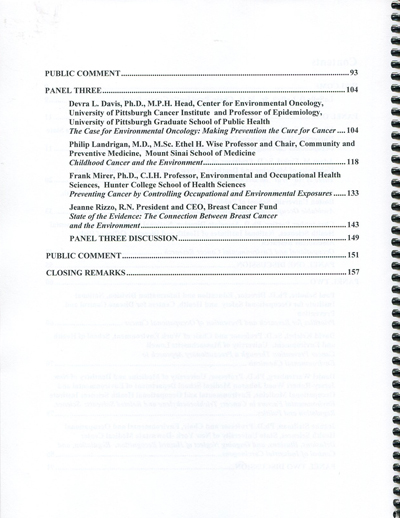 PUBLIC COMMENT....................................................................................................93
PANEL THREE.......................................................................................................104
Devra L. Davis, Ph.D., M.P.H. Head, Center for Environmental Oncology,
University of Pittsburgh Cancer Institute and Professor of Epidemiology,
University of Pittsburgh Graduate School of Public Health
The Case for Environmental Oncology: Making Prevention the Cure for Cancer ....104
Philip Landrigan, M.D., M.Sc. Ethel H. Wise Professor and Chair, Community and
Preventive Medicine, Mount Sinai School of Medicine
Childhood Cancer and the Environment....................................................118
Frank Mirer, Ph.D., C.I.H. Professor, Environmental and Occupational Health
Sciences, Hunter College School of Health Sciences
Preventing Cancer by Controlling Occupational and Environmental Exposures ......133
Jeanne Rizzo, R.N. President and CEO, Breast Cancer Fund
State of the Evidence: The Connection Between Breast Cancer
and the Environment.........................................................................143
PANEL THREE DISCUSSION...............................................................149
PUBLIC COMMENT...................................................................................................151
CLOSING REMARKS................................................................................................157